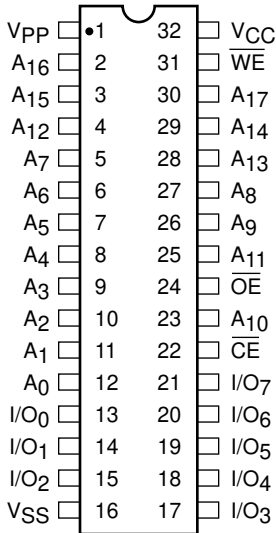 VPP 1 32 VCC
A16 2 31 WE
A15 3 30 A17
A12 4 29 A14
A7 5 28 A13
A6 6 27 A8
A5 7 26 A9
A4 8 25 A11
A3 9 24 OE
A2 10 23 A10
A1 11 22 CE
A0 12 21 I/O7
I/O0 13 20 I/O6
I/O1 14 19 I/O5
I/O2 15 18 I/O4
VSS 16 17 I/O3